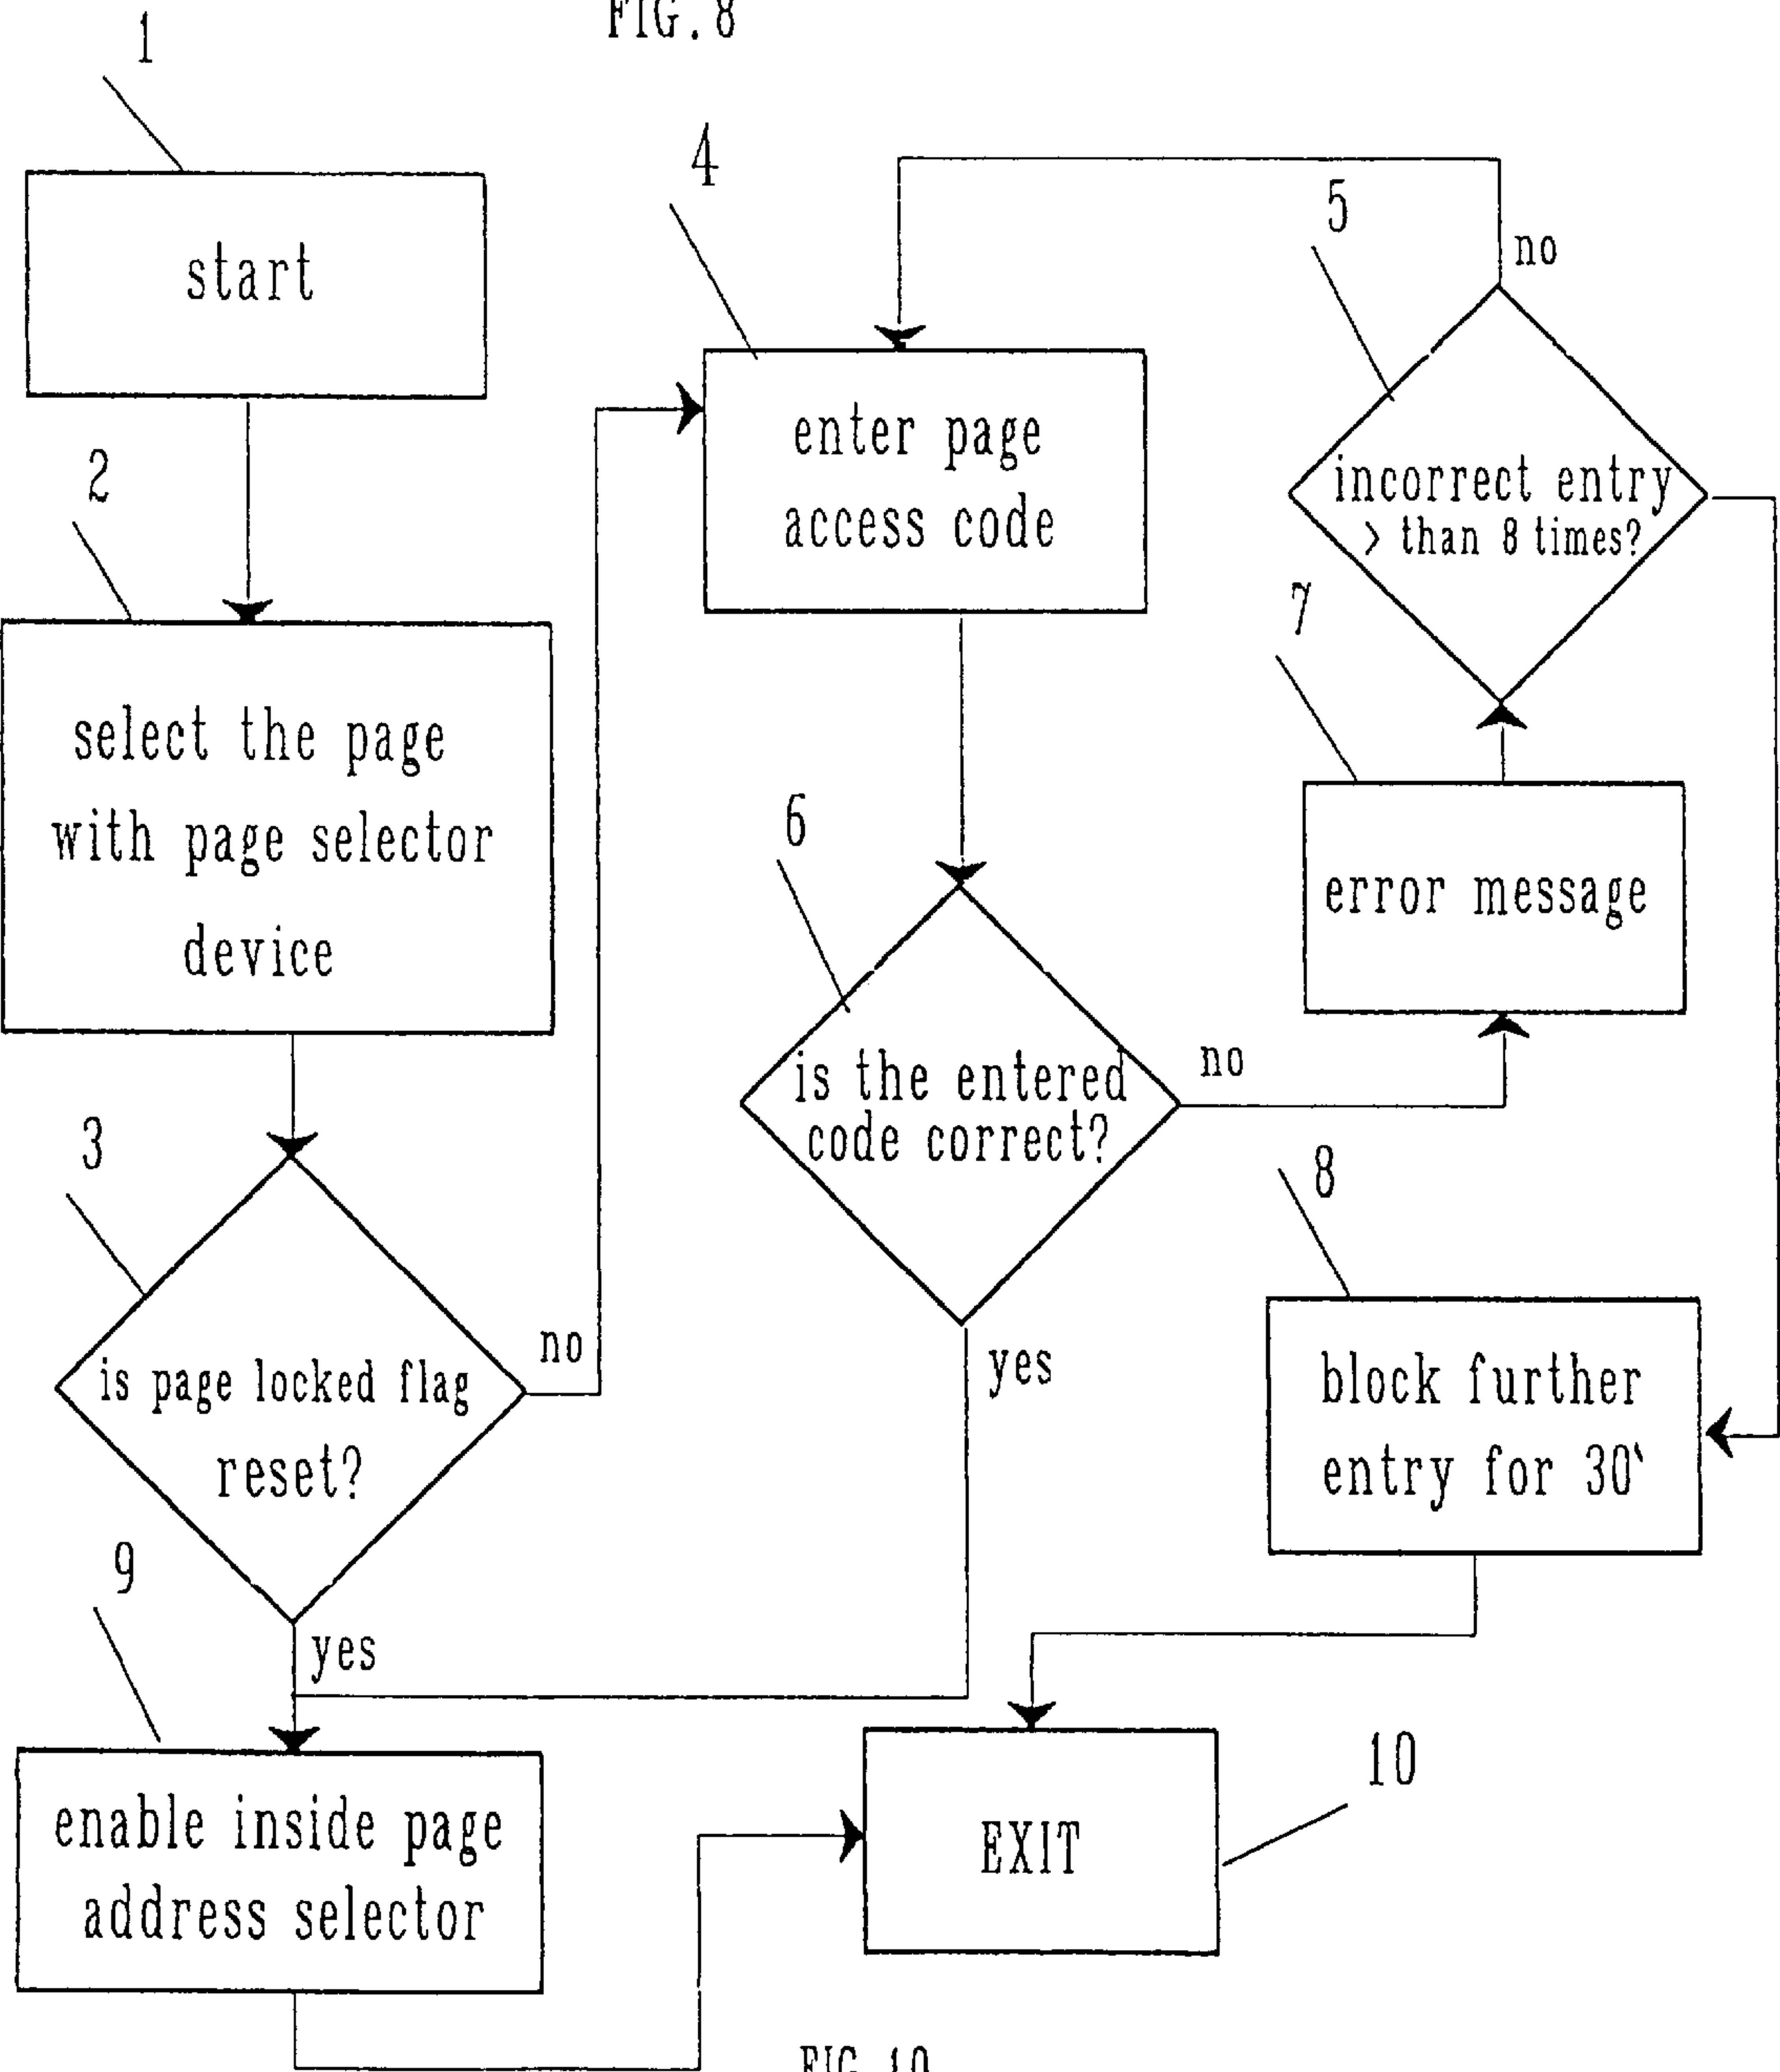 FIG. 8
1
start
2
select the page
with page selector
device
3
is page locked flag
reset?
no
yes
9
enable inside page
address selector
4
enter page
access code
6
is the entered
code correct?
no
yes
5
no
incorrect entry
> than 8 times?
7
error message
8
block further
entry for 30‵
EXIT
10
FIG. 10